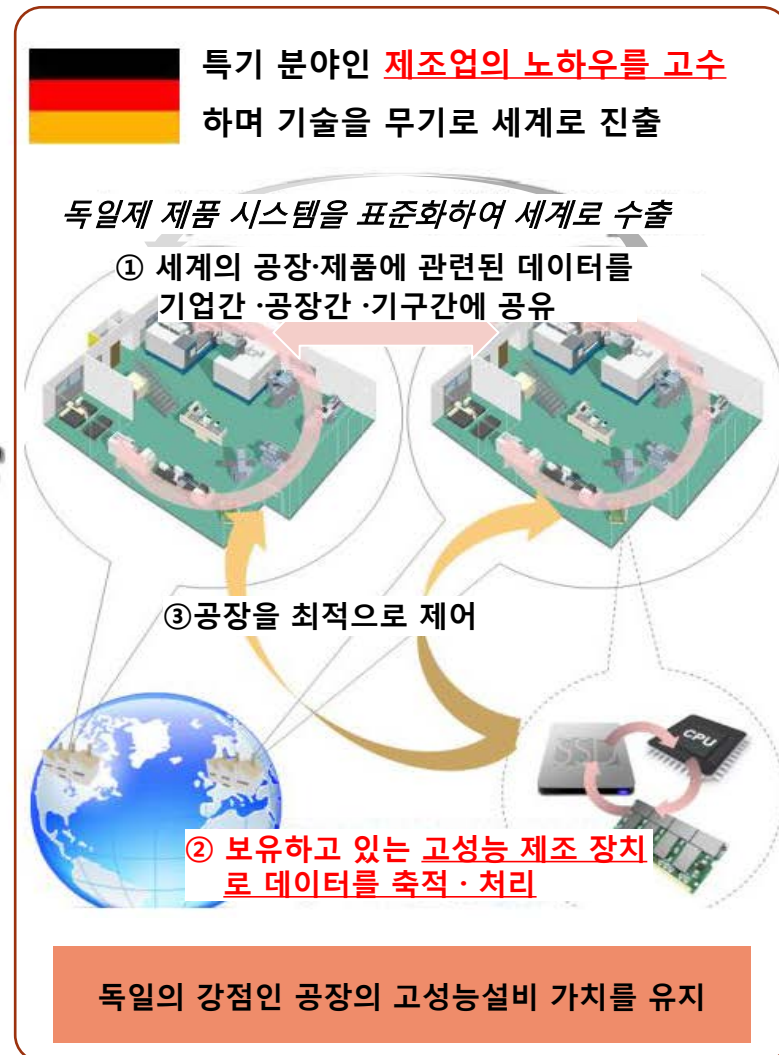 특기 분야인 제조업의 노하우를 고수
하며 기술을 무기로 세계로 진출
독일제 제품 시스템을 표준화하여 세계로 수출
① 세계의 공장·제품에 관련된 데이터를
기업간 ·공장간 ·기구간에 공유
③공장을 최적으로 제어
SSD
CPU
② 보유하고 있는 고성능 제조 장치
로 데이터를 축적 · 처리
독일의 강점인 공장의 고성능설비 가치를 유지